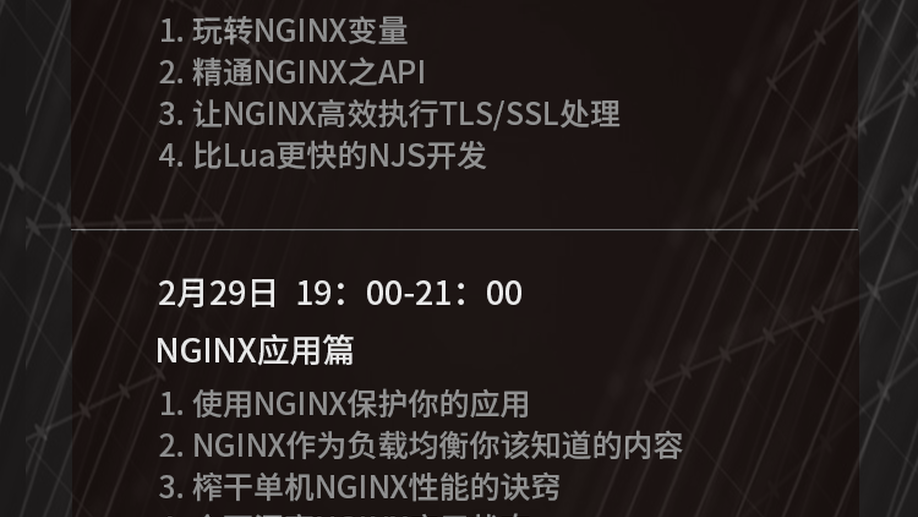 1. 玩转NGINX变量
2. 精通NGINX之API
3. 让NGINX高效执行TLS/SSL处理
4. 比Lua更快的NJS开发
2月29日 19：00-21：00
NGINX应用篇
1. 使用NGINX保护你的应用
2. NGINX作为负载均衡你该知道的内容
3. 榨干单机NGINX性能的诀窍